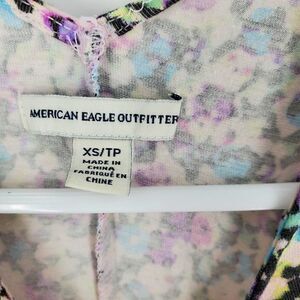 AMERICAN EAGLE OUTFITTER
XS/TP
MADE IN
CHINA
FABRIQUÉ EN
CHINE